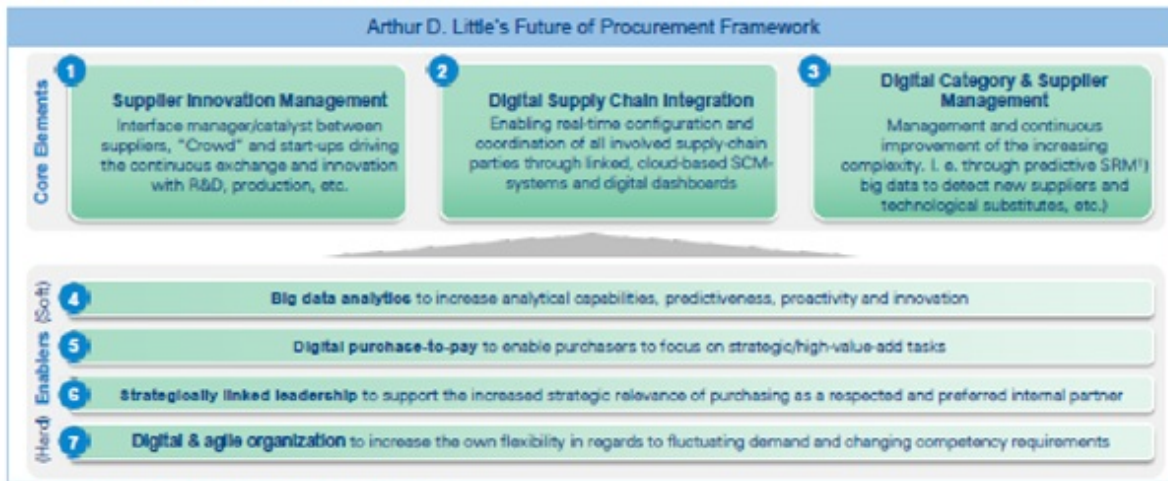 Arthur D. Little's Future of Procurement Framework
Core Elements
1
Supplier Innovation Management
Interface manager/catalyst between
suppliers, "Crowd" and start-ups driving
the continuous exchange and innovation
with R&D, production, etc.
2
Digital Supply Chain Integration
Enabling real-time configuration and
coordination of all involved supply-chain
parties through linked, cloud-based SCM-
systems and digital dashboards
3
Digital Category & Supplier
Management
Management and continuous
improvement of the increasing
complexity. I. e. through predictive SRM¹)
big data to detect new suppliers and
technological substitutes, etc.)
(Hard) Enablers (Soft)
4
Big data analytics to increase analytical capabilities, predictiveness, proactivity and innovation
5
Digital purchase-to-pay to enable purchasers to focus on strategic/high-value-add tasks
6
Strategically linked leadership to support the increased strategic relevance of purchasing as a respected and preferred internal partner
7
Digital & agile organization to increase the own flexibility in regards to fluctuating demand and changing competency requirements